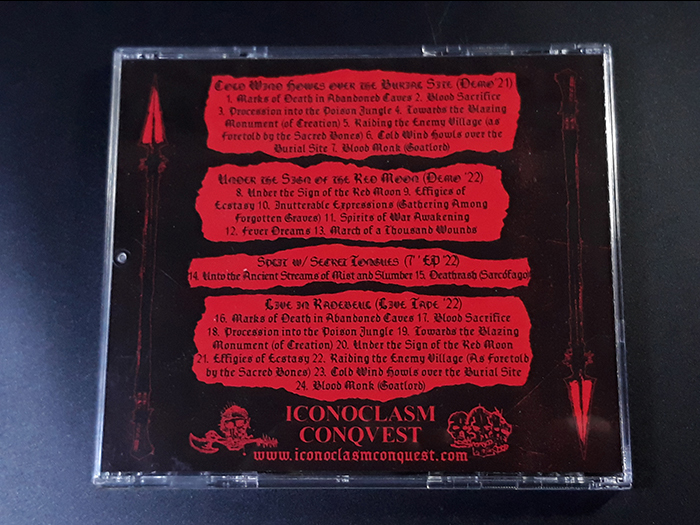 Cold Wind Howls over the Burial Site (Demo '21)
1. Marks of Death in Abandoned Caves 2. Blood Sacrifice
3. Procession into the Poison Jungle 4. Towards the Blazing
Monument (of Creation) 5. Raiding the Enemy Village (as
foretold by the Sacred Bones) 6. Cold Wind Howls over the
Burial Site 7. Blood Monk (Goatlord)
Under the Sign of the Red Moon (Demo '22)
8. Under the Sign of the Red Moon 9. Effigies of
Ecstasy 10. Inutterable Expressions (Gathering Among
Forgotten Graves) 11. Spirits of War Awakening
12. Fever Dreams 13. March of a Thousand Wounds
Split w/ Secret Tongues (7" EP '22)
14. Unto the Ancient Streams of Mist and Slumber 15. Deathrash (Sarcófago)
Live in Radebeul (Live Tape '22)
16. Marks of Death in Abandoned Caves 17. Blood Sacrifice
18. Procession into the Poison Jungle 19. Towards the Blazing
Monument (of Creation) 20. Under the Sign of the Red Moon
21. Effigies of Ecstasy 22. Raiding the Enemy Village (As Foretold
by the Sacred Bones) 23. Cold Wind Howls over the Burial Site
24. Blood Monk (Goatlord)
ICONOCLASM
CONQVEST
www.iconoclasmconquest.com